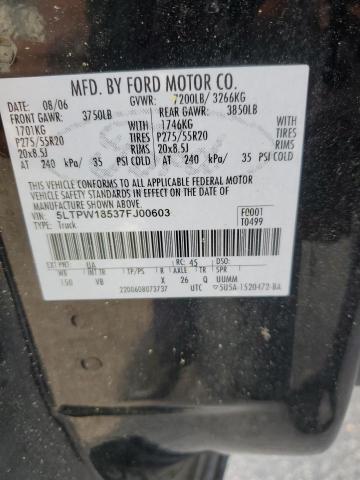 MFD. BY FORD MOTOR CO.
DATE: 08/06 GVWR: 7200LB/ 3266KG
FRONT GAWR: 3750LB REAR GAWR: 3850LB
1701KG WITH 1746KG WITH
P275/55R20 TIRES P275/55R20 TIRES
20x8.5J RIMS 20x8.5J RIMS
AT 240 kPa/ 35 PSI COLD AT 240 kPa/ 35 PSI COLD
THIS VEHICLE CONFORMS TO ALL APPLICABLE FEDERAL MOTOR
VEHICLE SAFETY STANDARDS IN EFFECT ON THE DATE OF
MANUFACTURE SHOWN ABOVE.
VIN: 5LTPW18537FJ00603 F0001
TYPE: Truck T0499
EXT PNT: UA RC: 45 DSO:
WB BRK INT TR TP/PS R AXLE TR SPR
150 VB X 26 Q UUMM
2200608073737 UTC 5U5A-1520472-BA